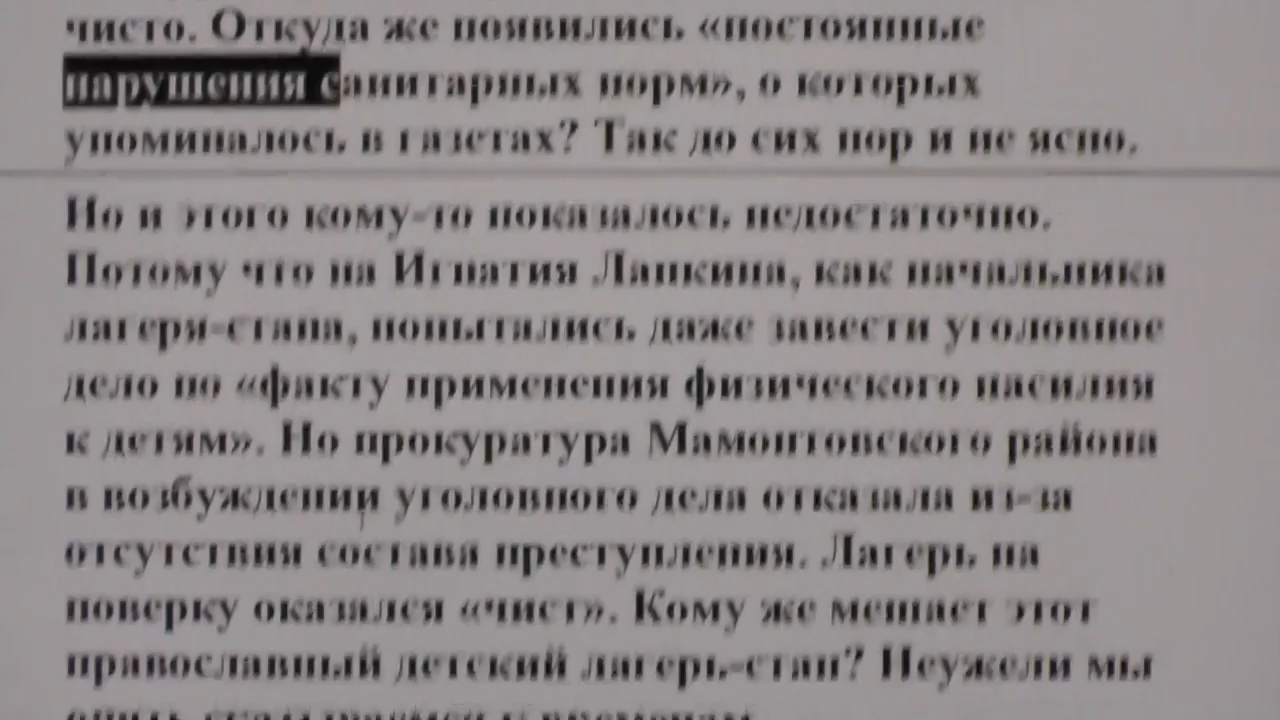 чисто. Откуда же появились «постоянные
нарушения санитарных норм», о которых
упоминалось в газетах? Так до сих пор и не ясно.
Но и этого кому-то показалось недостаточно.
Потому что на Игнатия Лапкина, как начальника
лагеря-стана, попытались даже завести уголовное
дело по «факту применения физического насилия
к детям». Но прокуратура Мамонтовского района
в возбуждении уголовного дела отказала из-за
отсутствия состава преступления. Лагерь на
поверку оказался «чист». Кому же мешает этот
православный детский лагерь-стан? Неужели мы